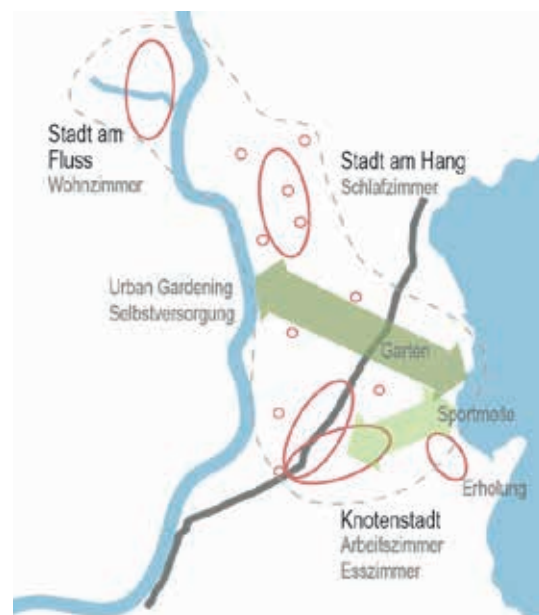 Stadt am
Fluss
Wohnzimmer
Stadt am Hang
Schlafzimmer
Urban Gardening
Selbstversorgung
Garten
Sportmeile
Erholung
Knotenstadt
Arbeitszimmer
Esszimmer